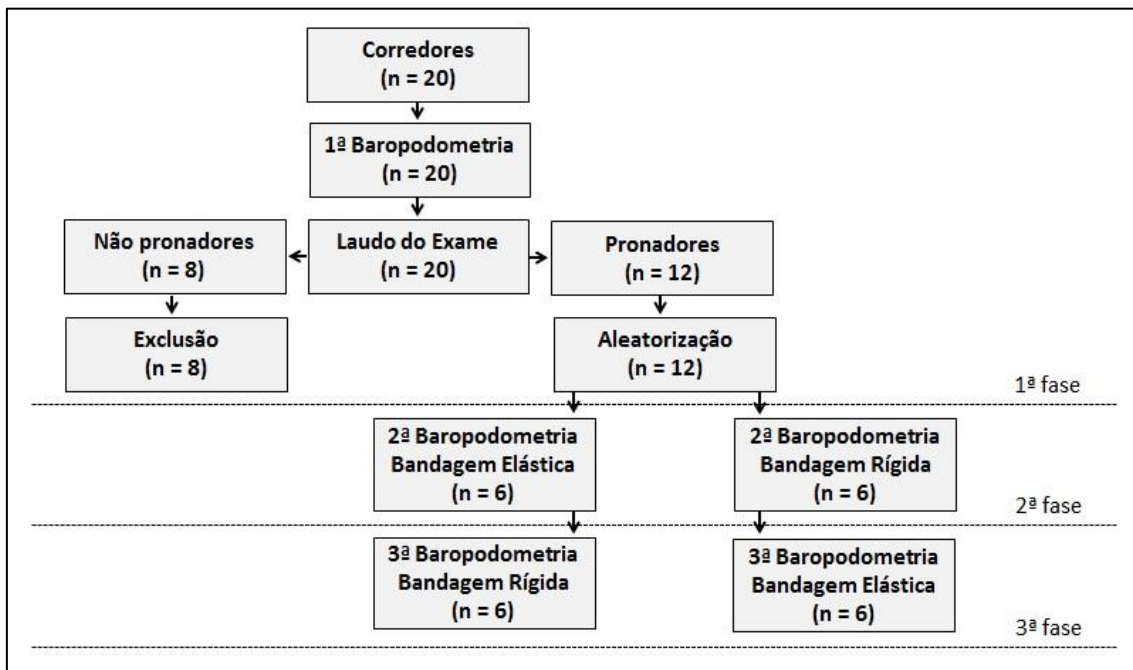 Corredores
(n = 20)
1ª Baropodometria
(n = 20)
Não pronadores
(n = 8)
Laudo do Exame
(n = 20)
Pronadores
(n = 12)
Exclusão
(n = 8)
Aleatorização
(n = 12)
1ª fase
2ª Baropodometria
Bandagem Elástica
(n = 6)
2ª Baropodometria
Bandagem Rígida
(n = 6)
2ª fase
3ª Baropodometria
Bandagem Rígida
(n = 6)
3ª Baropodometria
Bandagem Elástica
(n = 6)
3ª fase